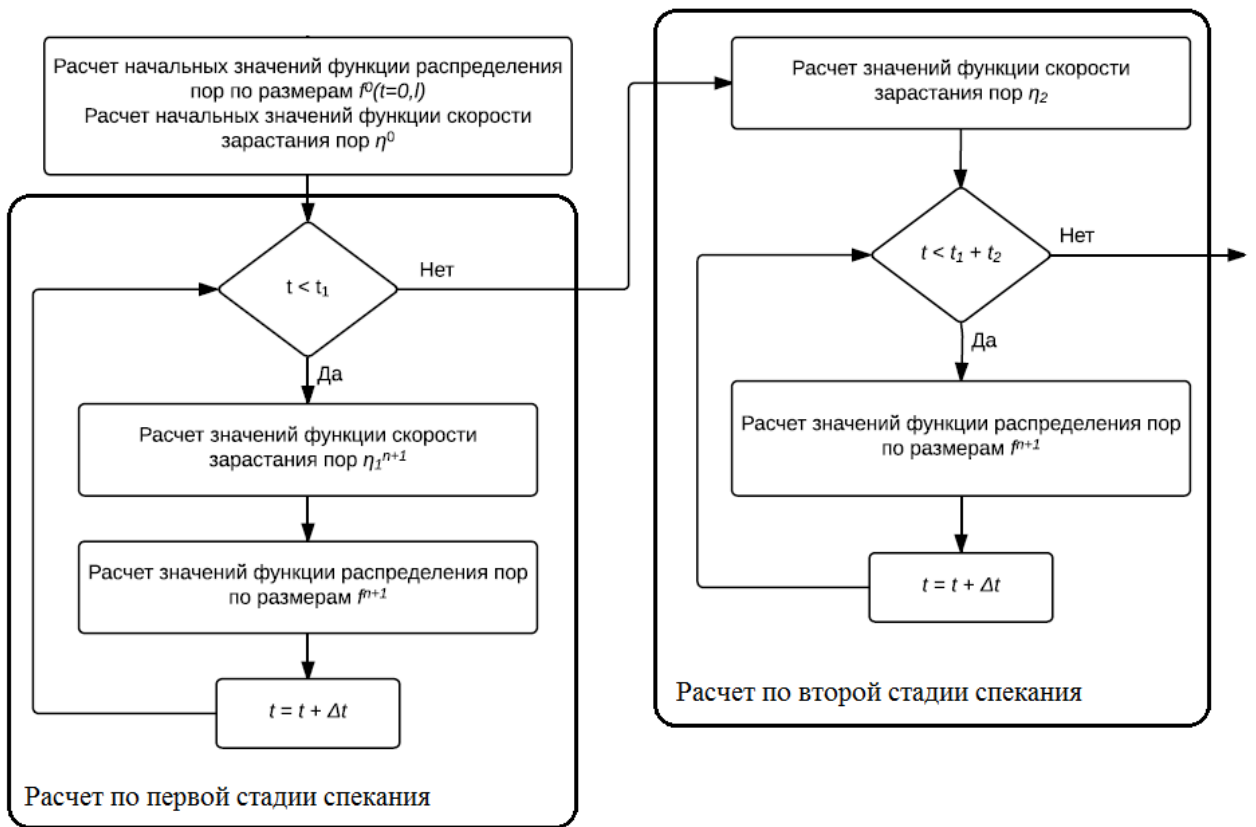 Расчет начальных значений функции распределения
пор по размерам f⁰(t=0,l)
Расчет начальных значений функции скорости
зарастания пор η⁰
t < t₁
Нет
Да
Расчет значений функции скорости
зарастания пор η₁ⁿ⁺¹
Расчет значений функции распределения пор
по размерам fⁿ⁺¹
t = t + Δt
Расчет по первой стадии спекания
Расчет значений функции скорости
зарастания пор η₂
t < t₁ + t₂
Нет
Да
Расчет значений функции распределения пор
по размерам fⁿ⁺¹
t = t + Δt
Расчет по второй стадии спекания